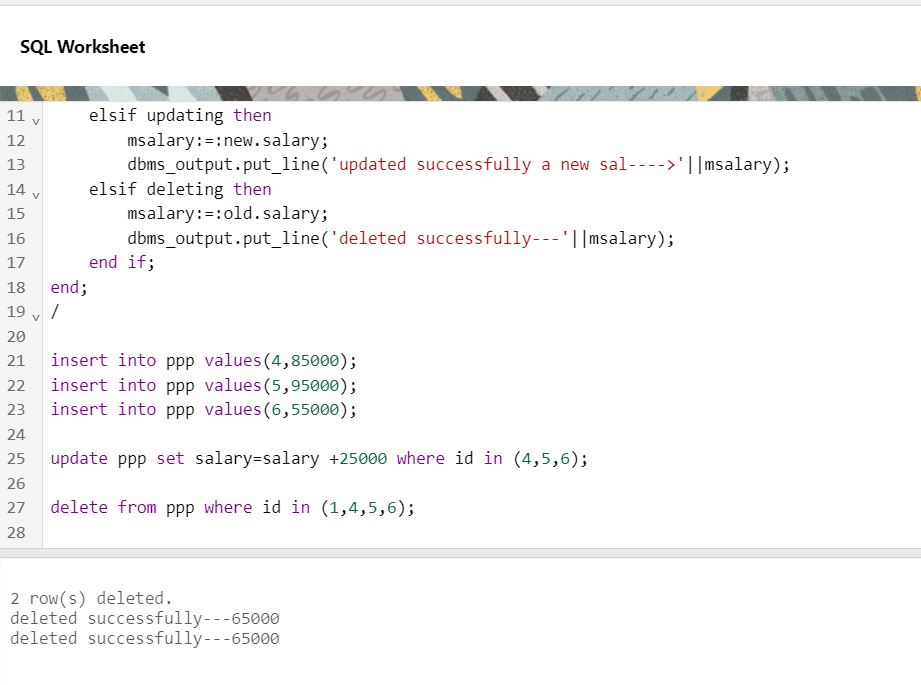 SQL Worksheet
11 elsif updating then
12 msalary:=:new.salary;
13 dbms_output.put_line('updated successfully a new sal---->'||msalary);
14 elsif deleting then
15 msalary:=:old.salary;
16 dbms_output.put_line('deleted successfully---'||msalary);
17 end if;
18 end;
19 /
20
21 insert into ppp values(4,85000);
22 insert into ppp values(5,95000);
23 insert into ppp values(6,55000);
24
25 update ppp set salary=salary +25000 where id in (4,5,6);
26
27 delete from ppp where id in (1,4,5,6);
28
2 row(s) deleted.
deleted successfully---65000
deleted successfully---65000